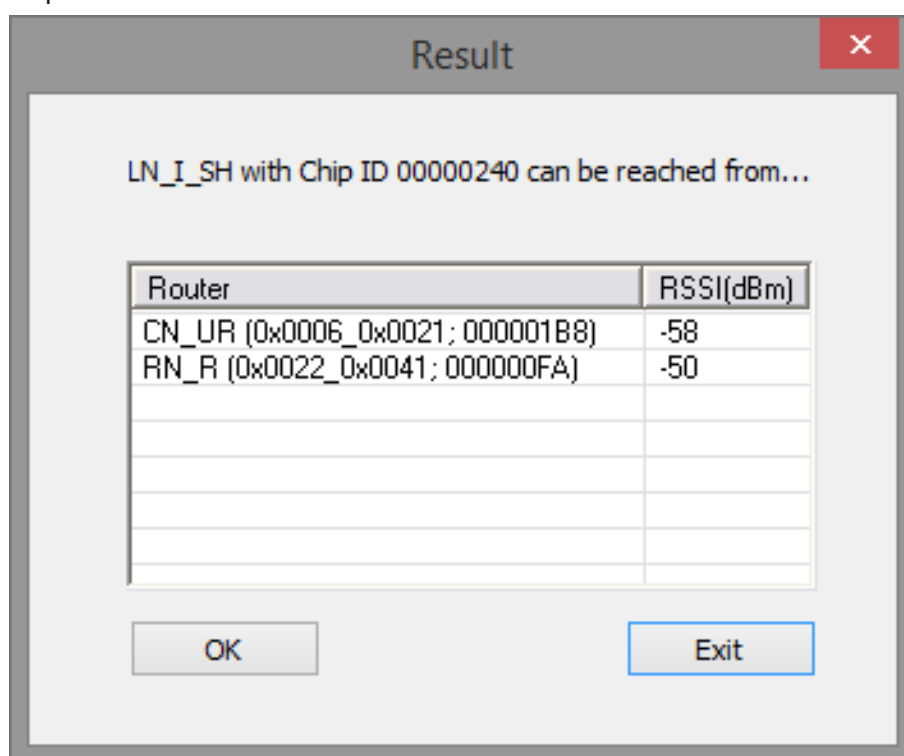 Result
LN_I_SH with Chip ID 00000240 can be reached from...
Router RSSI(dBm)
CN_UR (0x0006_0x0021; 000001B8) -58
RN_R (0x0022_0x0041; 000000FA) -50
OK Exit